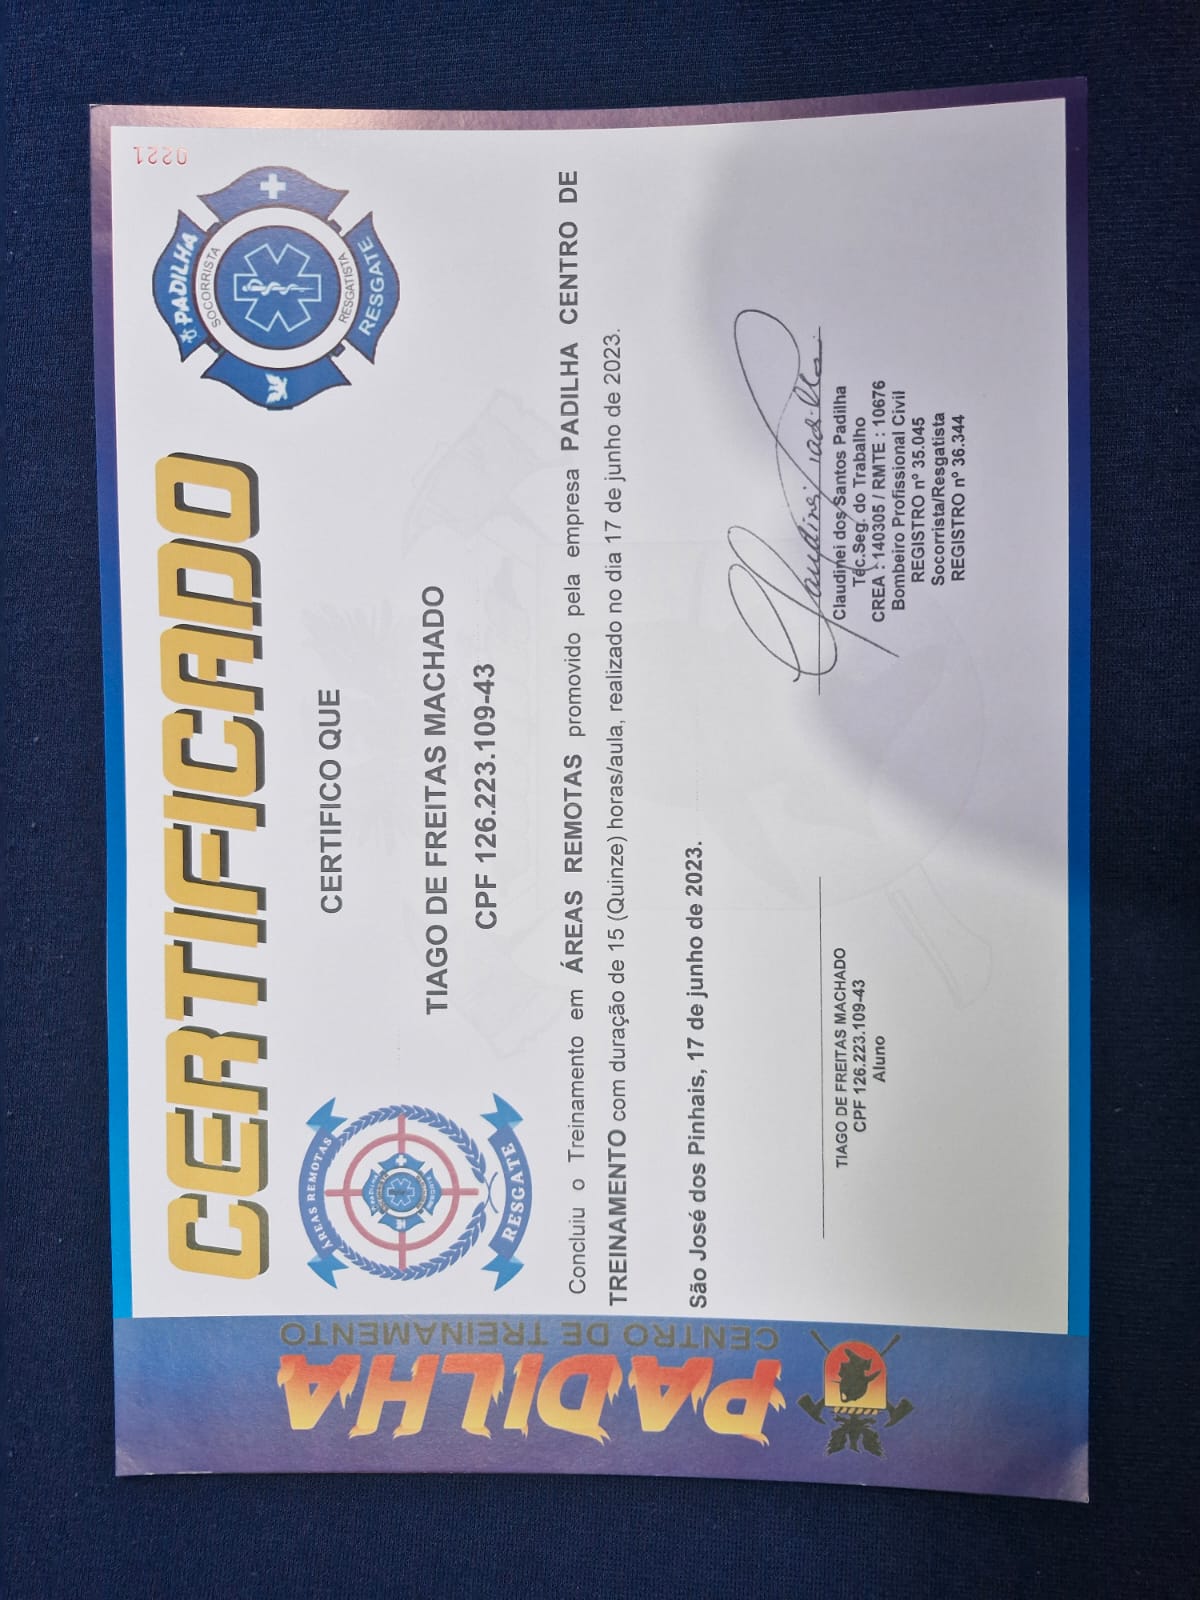 CERTIFICADO
0221
PADILHA
SOCORRISTA
RESGATISTA
RESGATE
ÁREAS REMOTAS
RESGATE
PADILHA
CENTRO DE TREINAMENTO
CERTIFICO QUE
TIAGO DE FREITAS MACHADO
CPF 126.223.109-43
Concluiu o Treinamento em ÁREAS REMOTAS promovido pela empresa PADILHA CENTRO DE
TREINAMENTO com duração de 15 (Quinze) horas/aula, realizado no dia 17 de junho de 2023.
São José dos Pinhais, 17 de junho de 2023.
TIAGO DE FREITAS MACHADO
CPF 126.223.109-43
Aluno
Claudinei Padilha
Claudinei dos Santos Padilha
Téc.Seg. do Trabalho
CREA : 140305 / RMTE : 10676
Bombeiro Profissional Civil
REGISTRO nº 35.045
Socorrista/Resgatista
REGISTRO nº 36.344